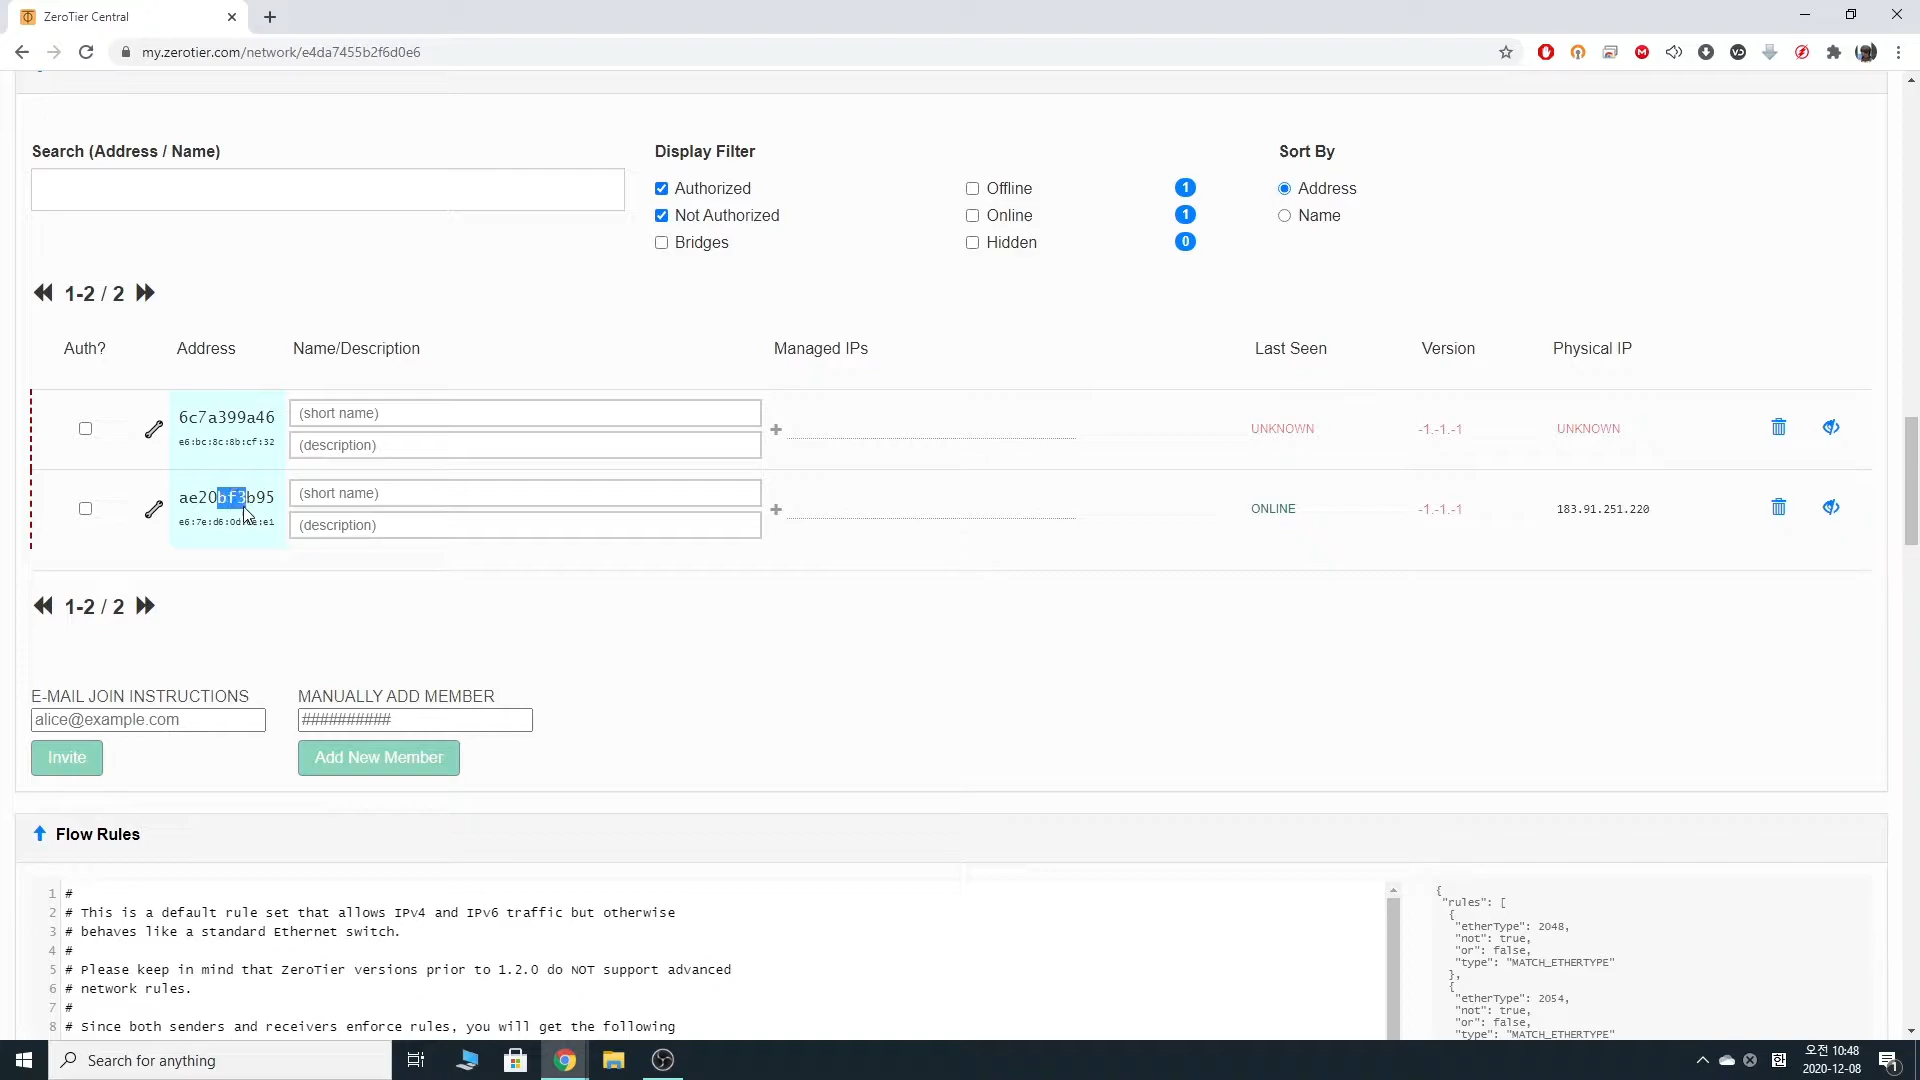 ZeroTier Central
my.zerotier.com/network/e4da7455b2f6d0e6
Search (Address / Name)
Display Filter
Sort By
Authorized
Offline
1
Address
Not Authorized
Online
1
Name
Bridges
Hidden
0
1-2 / 2
Auth?
Address
Name/Description
Managed IPs
Last Seen
Version
Physical IP
6c7a399a46
e6:bc:8c:8b:cf:32
(short name)
(description)
+
UNKNOWN
-1.-1.-1
UNKNOWN
ae20bf3b95
(short name)
(description)
+
ONLINE
-1.-1.-1
183.91.251.220
1-2 / 2
E-MAIL JOIN INSTRUCTIONS
MANUALLY ADD MEMBER
alice@example.com
##########
Invite
Add New Member
Flow Rules
1 #
2 # This is a default rule set that allows IPv4 and IPv6 traffic but otherwise
3 # behaves like a standard Ethernet switch.
4 #
5 # Please keep in mind that ZeroTier versions prior to 1.2.0 do NOT support advanced
6 # network rules.
7 #
8 # Since both senders and receivers enforce rules, you will get the following
{
"rules": [
{
"etherType": 2048,
"not": true,
"or": false,
"type": "MATCH_ETHERTYPE"
},
{
"etherType": 2054,
"not": true,
"or": false,
"type": "MATCH_ETHERTYPE"
Search for anything
한
오전 10:48
2020-12-08
1